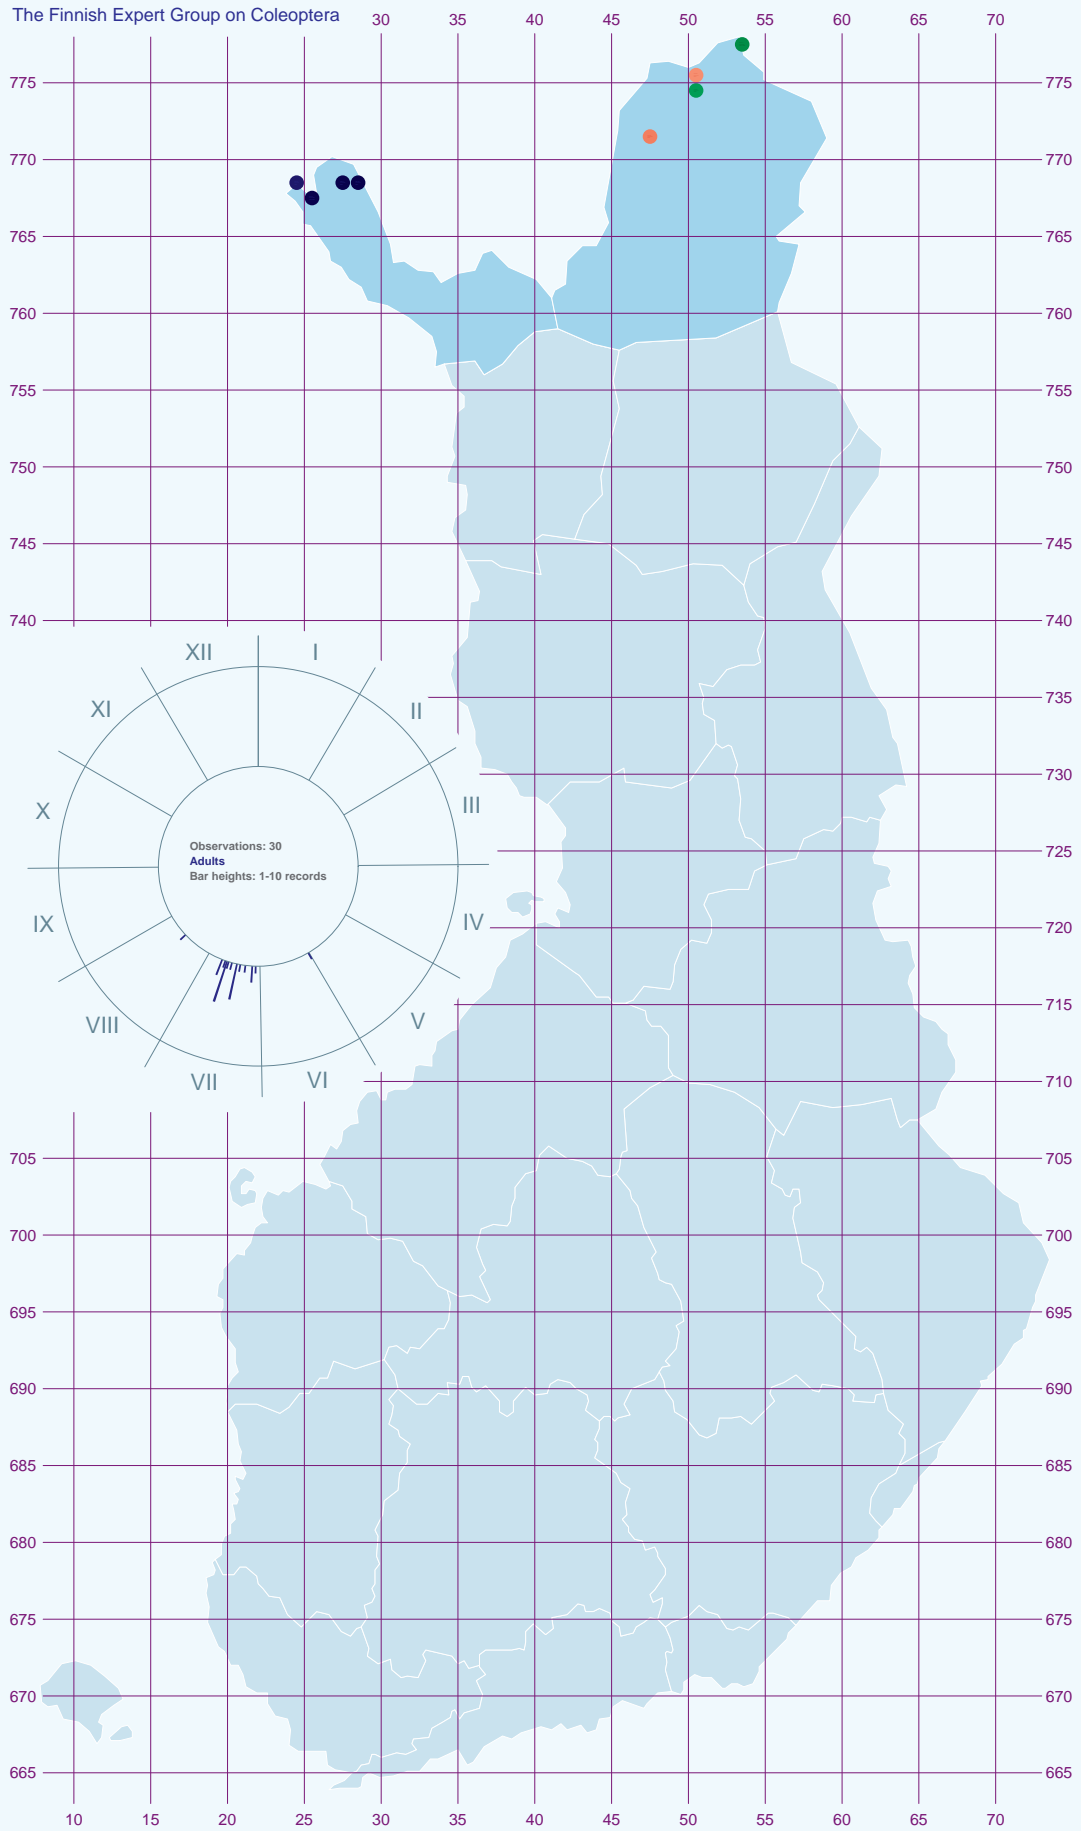 The Finnish Expert Group on Coleoptera
30 35 40 45 50 55 60 65 70
775 775
770 770
765 765
760 760
755 755
750 750
745 745
740 740
XII I
XI II
735
730
X III
Observations: 30
Adults
Bar heights: 1-10 records
725
IX IV
720
715
VIII V
VII VI
710
705 705
700 700
695 695
690 690
685 685
680 680
675 675
670 670
665 665
10 15 20 25 30 35 40 45 50 55 60 65 70